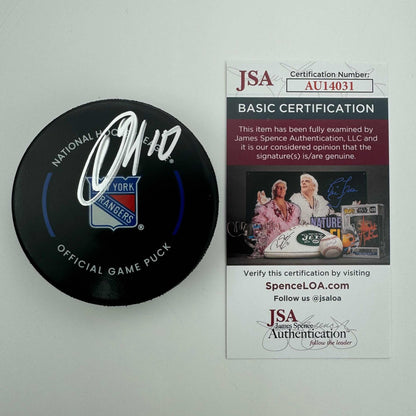 NATIONAL HOCKEY LEAGUE
YORK
RANGERS
OFFICIAL GAME PUCK
JSA
Certification Number:
AU14031
BASIC CERTIFICATION
This item has been fully examined by
James Spence Authentication, LLC and
it is our considered opinion that the
signature(s) is/are genuine.
NATURE
JETS
Verify this certification by visiting
SpenceLOA.com
Follow us @jsaloa
JSA
James Spence
Authentication
follow the leader